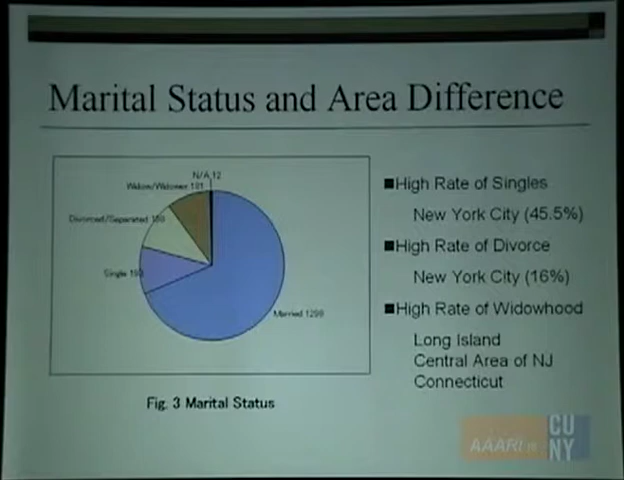 Marital Status and Area Difference
N/A 12
Widow/Widower
Divorced/Separated
Single
Married
Fig. 3 Marital Status
■High Rate of Singles
New York City (45.5%)
■High Rate of Divorce
New York City (16%)
■High Rate of Widowhood
Long Island
Central Area of NJ
Connecticut
AAARI
CU
NY